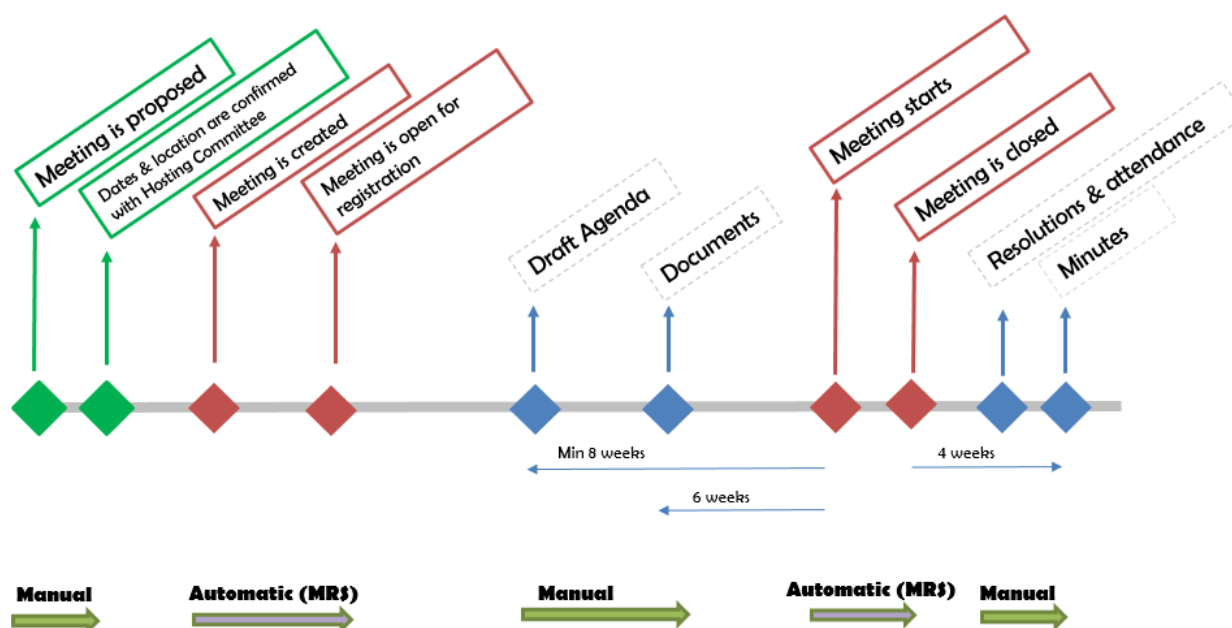 Meeting is proposed
Dates & location are confirmed
with Hosting Committee
Meeting is created
Meeting is open for
registration
Draft Agenda
Documents
Meeting starts
Meeting is closed
Resolutions & attendance
Minutes
Min 8 weeks
4 weeks
6 weeks
Manual
Automatic (MRS)
Manual
Automatic (MRS)
Manual